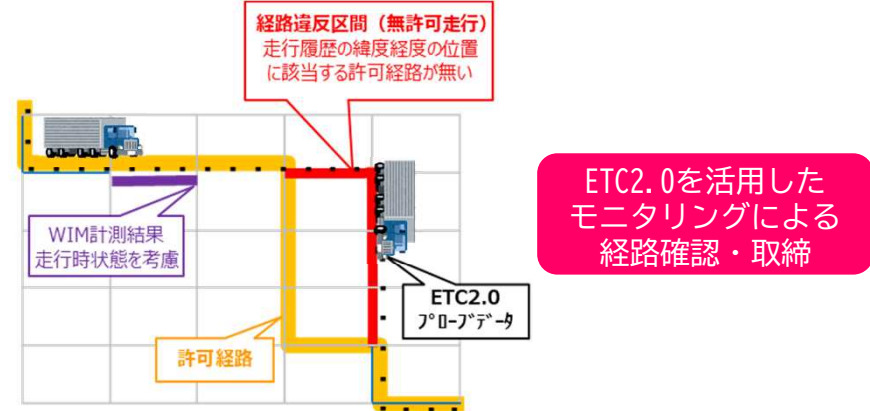 経路違反区間（無許可走行）
走行履歴の緯度経度の位置
に該当する許可経路が無い
WIM計測結果
走行時状態を考慮
ETC2.0
ﾌﾟﾛｰﾌﾞﾃﾞｰﾀ
許可経路
ETC2.0を活用した
モニタリングによる
経路確認・取締